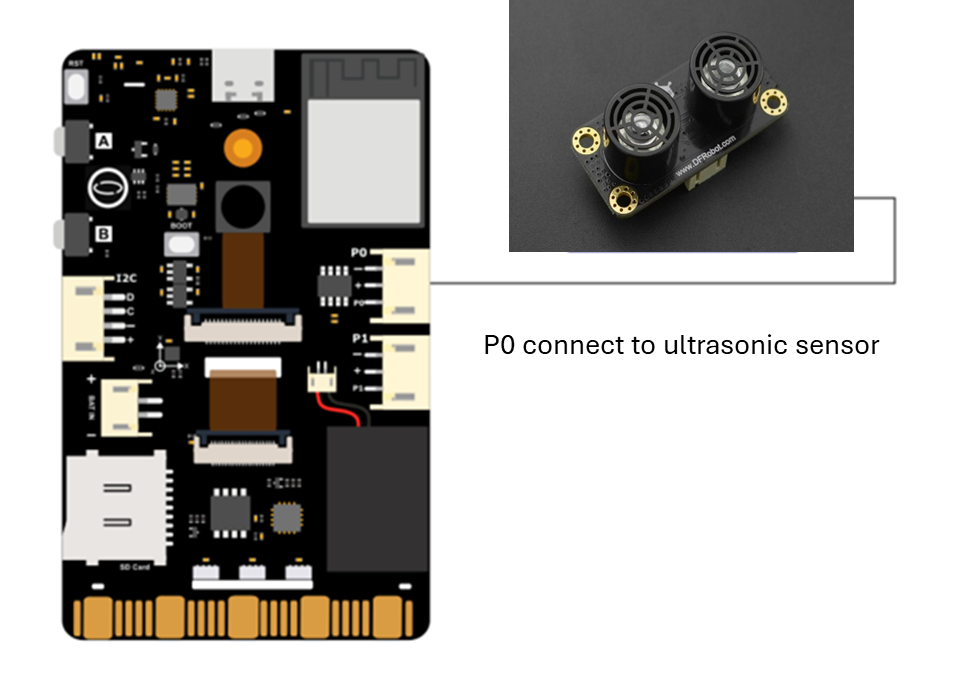 RST
A
B
BOOT
I2C
D
C
−
+
P0
−
+
P0
P1
−
+
P1
+
BAT IN
−
SD Card
www.DFRobot.com
P0 connect to ultrasonic sensor